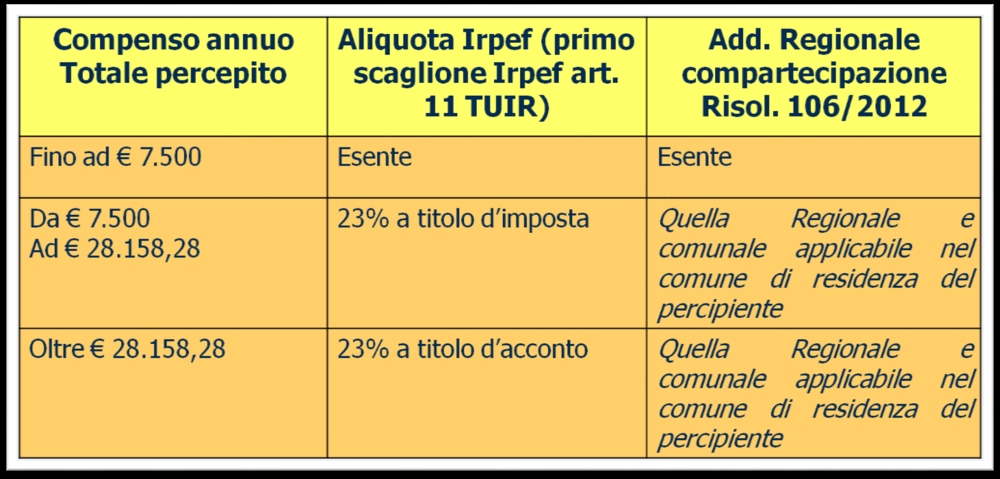 Compenso annuo
Totale percepito
Aliquota Irpef (primo
scaglione Irpef art.
11 TUIR)
Add. Regionale
compartecipazione
Risol. 106/2012
Fino ad € 7.500
Esente
Esente
Da € 7.500
Ad € 28.158,28
23% a titolo d’imposta
Quella Regionale e
comunale applicabile nel
comune di residenza del
percipiente
Oltre € 28.158,28
23% a titolo d’acconto
Quella Regionale e
comunale applicabile nel
comune di residenza del
percipiente